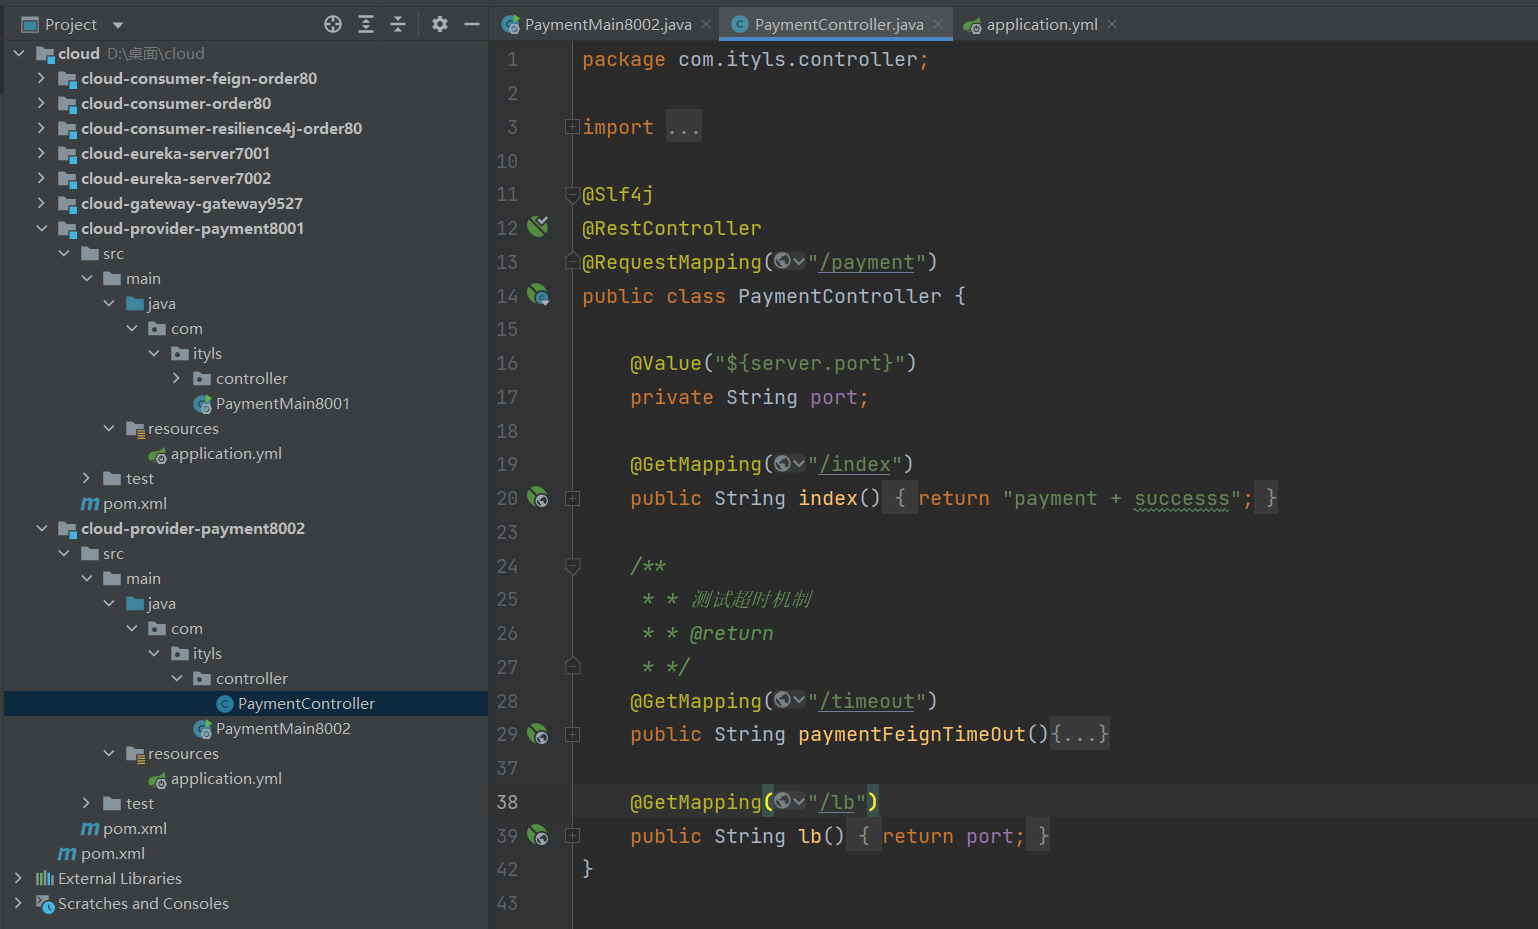 Project
cloud D:\桌面\cloud
cloud-consumer-feign-order80
cloud-consumer-order80
cloud-consumer-resilience4j-order80
cloud-eureka-server7001
cloud-eureka-server7002
cloud-gateway-gateway9527
cloud-provider-payment8001
src
main
java
com
ityls
controller
PaymentMain8001
resources
application.yml
test
pom.xml
cloud-provider-payment8002
src
main
java
com
ityls
controller
PaymentController
PaymentMain8002
resources
application.yml
test
pom.xml
pom.xml
External Libraries
Scratches and Consoles
PaymentMain8002.java PaymentController.java application.yml
1 package com.ityls.controller;
2
3 import ...
10
11 @Slf4j
12 @RestController
13 @RequestMapping("/payment")
14 public class PaymentController {
15
16 @Value("${server.port}")
17 private String port;
18
19 @GetMapping("/index")
20 public String index() { return "payment + successs"; }
23
24 /**
25 * * 测试超时机制
26 * * @return
27 * */
28 @GetMapping("/timeout")
29 public String paymentFeignTimeOut(){...}
37
38 @GetMapping("/lb")
39 public String lb() { return port; }
42 }
43